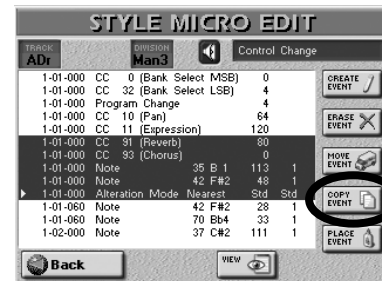 STYLE MICRO EDIT
TRACK
ADr
DIVISION
Man3
Control Change
1-01-000 CC 0 (Bank Select MSB) 0
1-01-000 CC 32 (Bank Select LSB) 4
1-01-000 Program Change 4
1-01-000 CC 10 (Pan) 64
1-01-000 CC 11 (Expression) 120
1-01-000 CC 91 (Reverb) 80
1-01-000 CC 93 (Chorus) 0
1-01-000 Note 35 B 1 113 1
1-01-000 Note 42 F#2 48 1
1-01-000 Alteration Mode Nearest Std Std
1-01-060 Note 42 F#2 28 1
1-01-060 Note 70 Bb4 33 1
1-02-000 Note 37 C#2 111 1
CREATE
EVENT
ERASE
EVENT
MOVE
EVENT
COPY
EVENT
PLACE
EVENT
Back
VIEW